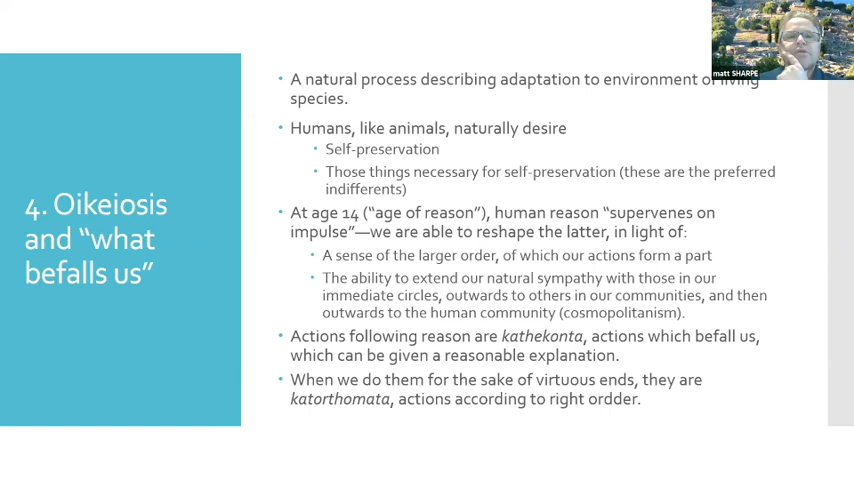 matt SHARPE
4. Oikeiosis
and “what
befalls us”
• A natural process describing adaptation to environment of living
species.
• Humans, like animals, naturally desire
• Self-preservation
• Those things necessary for self-preservation (these are the preferred
indifferents)
• At age 14 (“age of reason”), human reason “supervenes on
impulse”—we are able to reshape the latter, in light of:
• A sense of the larger order, of which our actions form a part
• The ability to extend our natural sympathy with those in our
immediate circles, outwards to others in our communities, and then
outwards to the human community (cosmopolitanism).
• Actions following reason are kathekonta, actions which befall us,
which can be given a reasonable explanation.
• When we do them for the sake of virtuous ends, they are
katorthomata, actions according to right ordder.